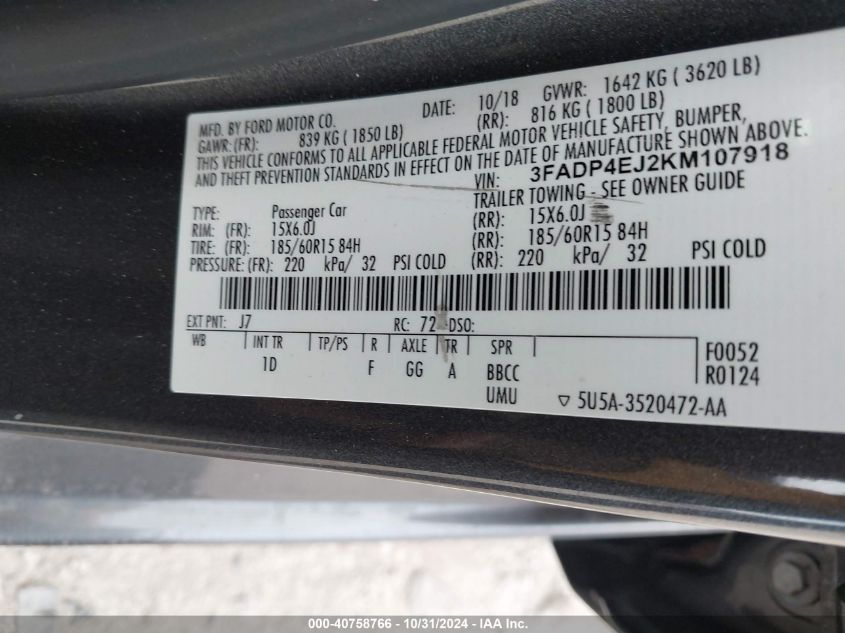 MFD. BY FORD MOTOR CO. DATE: 10/18 GVWR: 1642 KG ( 3620 LB)
GAWR:(FR): 839 KG ( 1850 LB) (RR): 816 KG ( 1800 LB)
THIS VEHICLE CONFORMS TO ALL APPLICABLE FEDERAL MOTOR VEHICLE SAFETY, BUMPER,
AND THEFT PREVENTION STANDARDS IN EFFECT ON THE DATE OF MANUFACTURE SHOWN ABOVE.
VIN: 3FADP4EJ2KM107918
TYPE: Passenger Car TRAILER TOWING - SEE OWNER GUIDE
RIM: (FR): 15X6.0J (RR): 15X6.0J
TIRE: (FR): 185/60R15 84H (RR): 185/60R15 84H
PRESSURE:(FR): 220 kPa/ 32 PSI COLD (RR): 220 kPa/ 32 PSI COLD
EXT PNT: J7 RC: 72 DSO:
WB INT TR TP/PS R AXLE TR SPR F0052
1D F GG A BBCC R0124
UMU ▽ 5U5A-3520472-AA
000-40758766 - 10/31/2024 - IAA Inc.